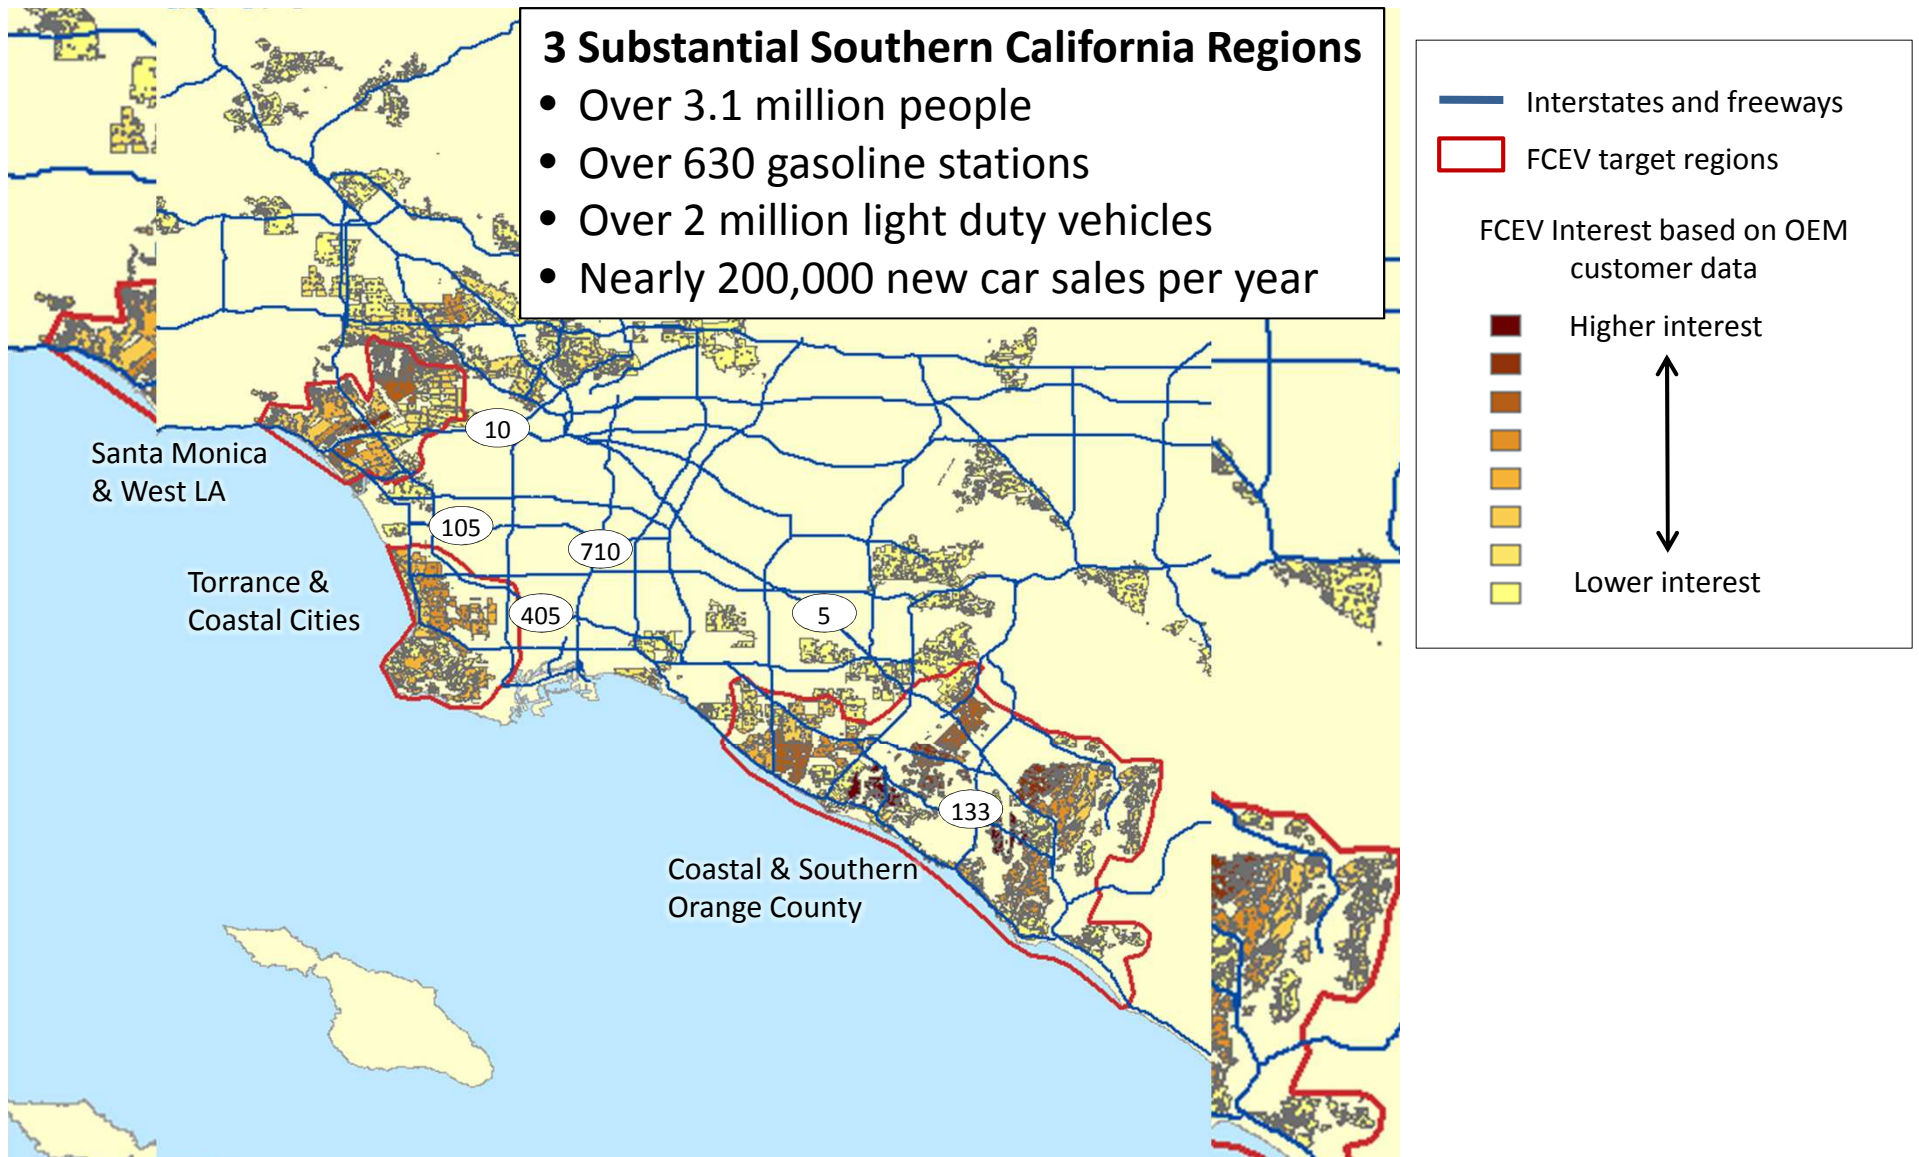 3 Substantial Southern California Regions
• Over 3.1 million people
• Over 630 gasoline stations
• Over 2 million light duty vehicles
• Nearly 200,000 new car sales per year
Interstates and freeways
FCEV target regions
FCEV Interest based on OEM
customer data
Higher interest
Lower interest
10
Santa Monica
& West LA
105
710
Torrance &
Coastal Cities
405
5
133
Coastal & Southern
Orange County